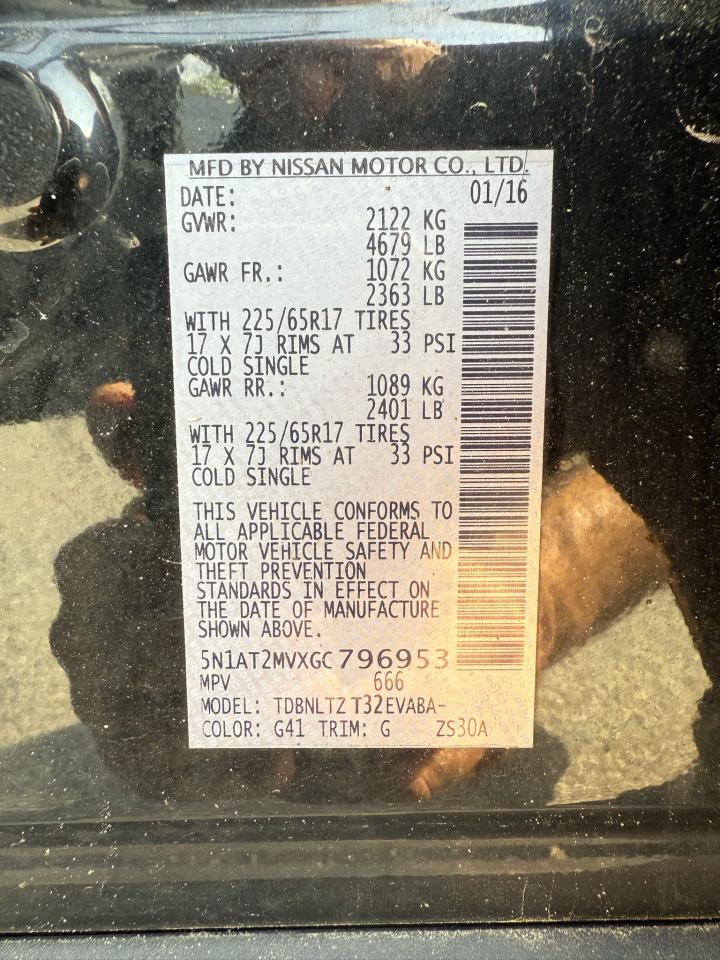 MFD BY NISSAN MOTOR CO., LTD.
DATE: 01/16
GVWR: 2122 KG
4679 LB
GAWR FR.: 1072 KG
2363 LB
WITH 225/65R17 TIRES
17 X 7J RIMS AT 33 PSI
COLD SINGLE
GAWR RR.: 1089 KG
2401 LB
WITH 225/65R17 TIRES
17 X 7J RIMS AT 33 PSI
COLD SINGLE
THIS VEHICLE CONFORMS TO
ALL APPLICABLE FEDERAL
MOTOR VEHICLE SAFETY AND
THEFT PREVENTION
STANDARDS IN EFFECT ON
THE DATE OF MANUFACTURE
SHOWN ABOVE.
5N1AT2MVXGC796953
MPV 666
MODEL: TDBNLTZ T32EVABA-
COLOR: G41 TRIM: G ZS30A